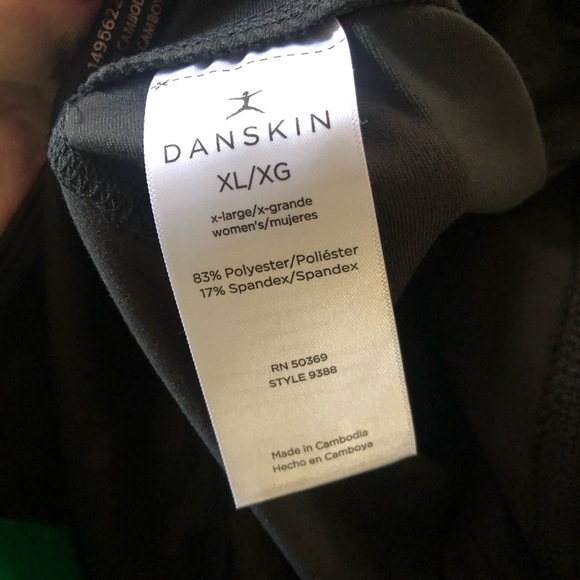 DANSKIN
XL/XG
x-large/x-grande
women's/mujeres
83% Polyester/Poliéster
17% Spandex/Spandex
RN 50369
STYLE 9388
Made in Cambodia
Hecho en Camboya